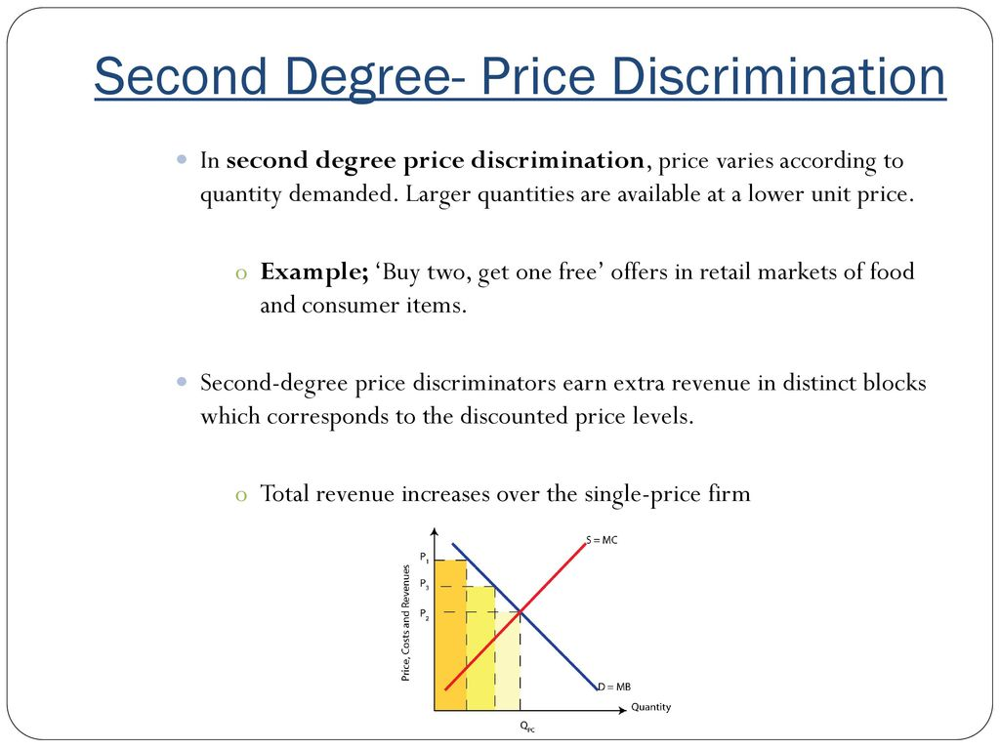 Second Degree- Price Discrimination
In second degree price discrimination, price varies according to
quantity demanded. Larger quantities are available at a lower unit price.
Example; ‘Buy two, get one free’ offers in retail markets of food
and consumer items.
Second-degree price discriminators earn extra revenue in distinct blocks
which corresponds to the discounted price levels.
Total revenue increases over the single-price firm
S = MC
P1
P3
P2
Price, Costs and Revenues
D = MB
Quantity
QPC